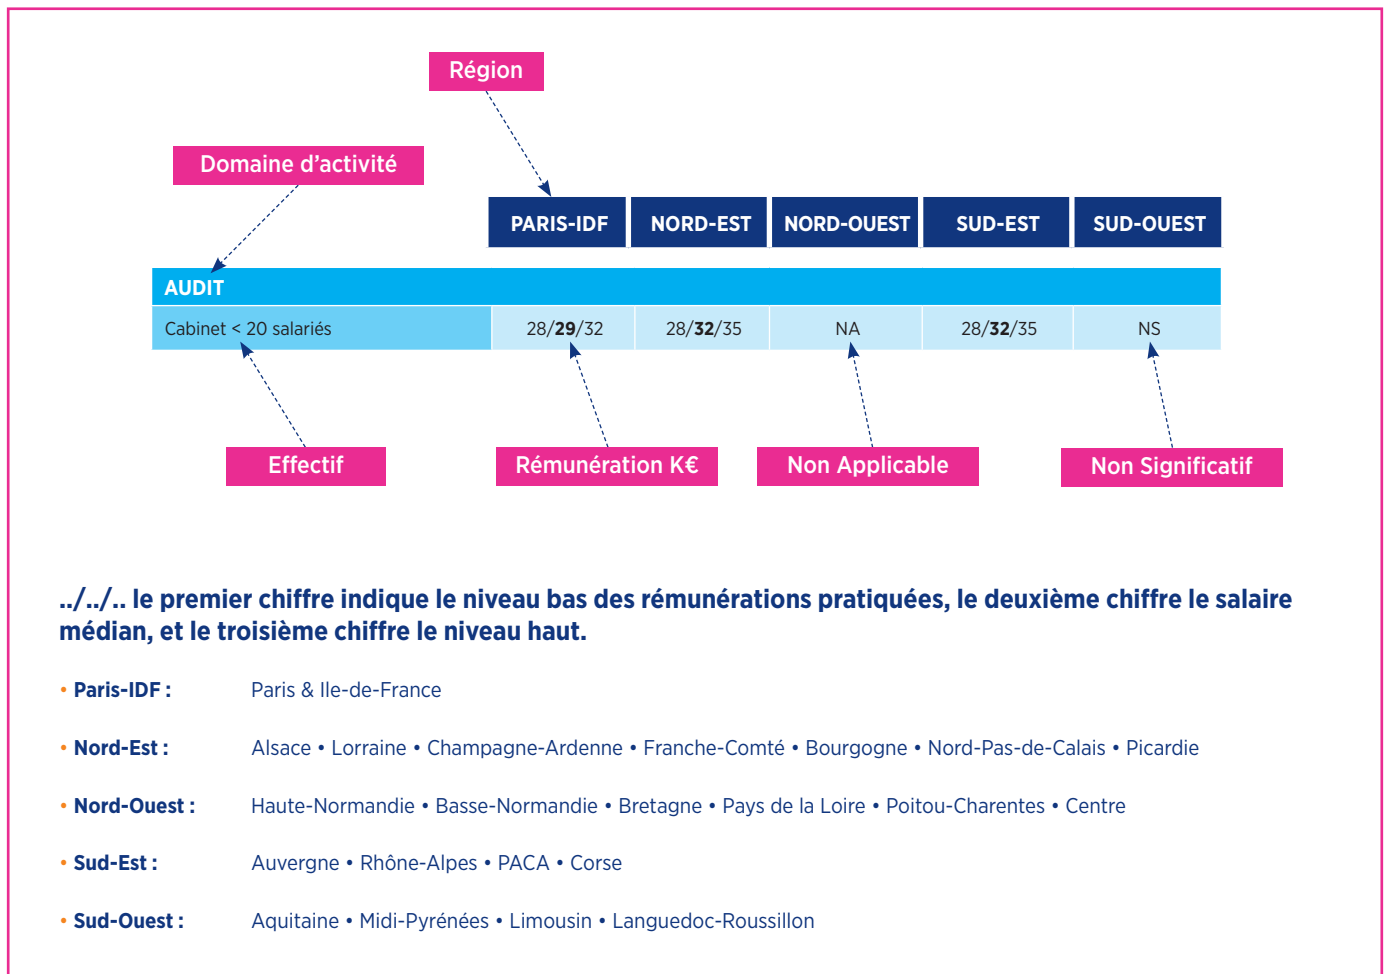 Région
Domaine d'activité
PARIS-IDF NORD-EST NORD-OUEST SUD-EST SUD-OUEST
AUDIT
Cabinet < 20 salariés 28/29/32 28/32/35 NA 28/32/35 NS
Effectif Rémunération K€ Non Applicable Non Significatif
../../.. le premier chiffre indique le niveau bas des rémunérations pratiquées, le deuxième chiffre le salaire
médian, et le troisième chiffre le niveau haut.
• Paris-IDF : Paris & Ile-de-France
• Nord-Est : Alsace • Lorraine • Champagne-Ardenne • Franche-Comté • Bourgogne • Nord-Pas-de-Calais • Picardie
• Nord-Ouest : Haute-Normandie • Basse-Normandie • Bretagne • Pays de la Loire • Poitou-Charentes • Centre
• Sud-Est : Auvergne • Rhône-Alpes • PACA • Corse
• Sud-Ouest : Aquitaine • Midi-Pyrénées • Limousin • Languedoc-Roussillon